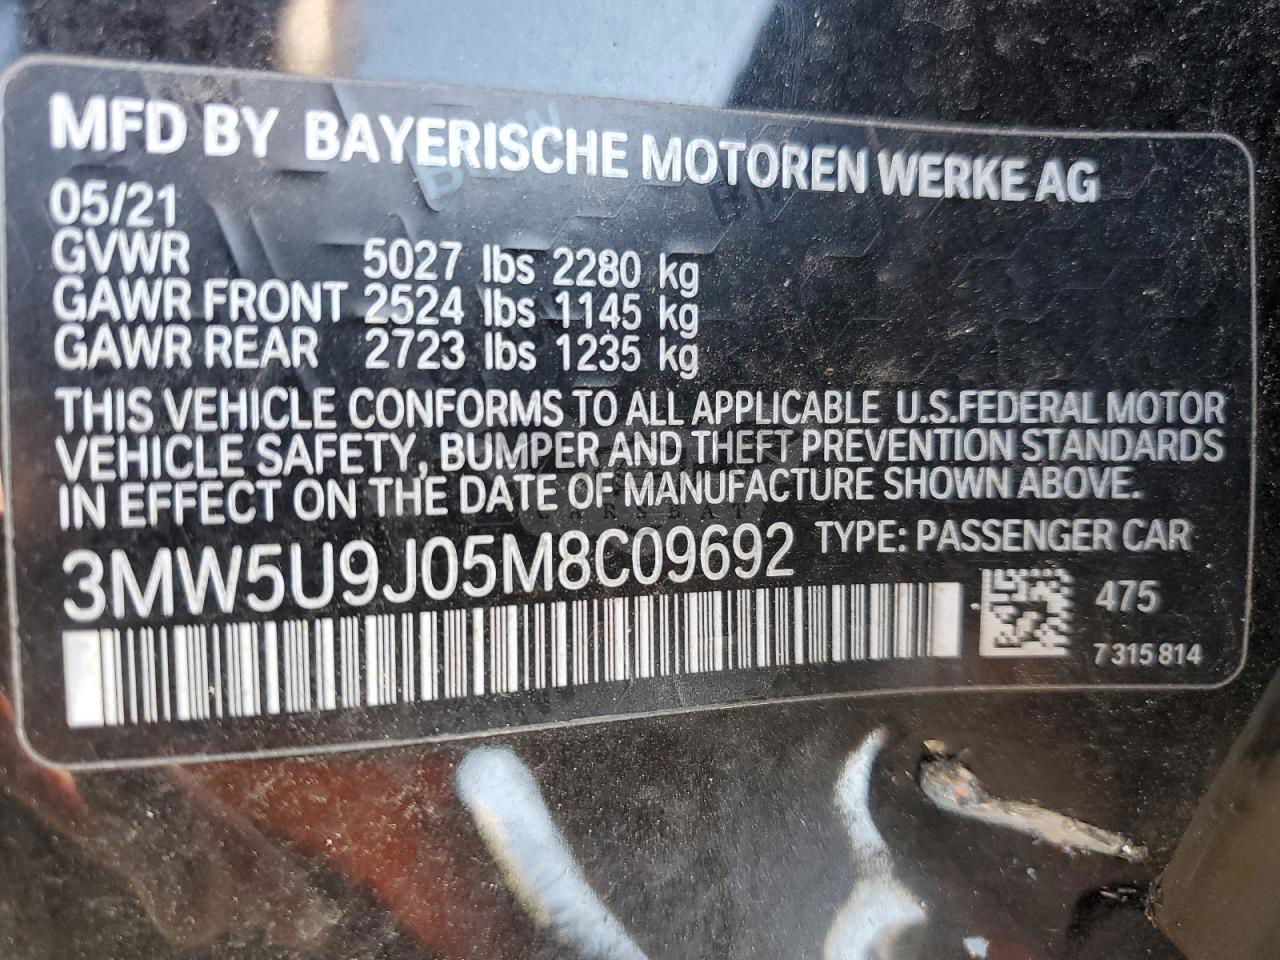 MFD BY BAYERISCHE MOTOREN WERKE AG
05/21
GVWR 5027 lbs 2280 kg
GAWR FRONT 2524 lbs 1145 kg
GAWR REAR 2723 lbs 1235 kg
THIS VEHICLE CONFORMS TO ALL APPLICABLE U.S.FEDERAL MOTOR
VEHICLE SAFETY, BUMPER AND THEFT PREVENTION STANDARDS
IN EFFECT ON THE DATE OF MANUFACTURE SHOWN ABOVE.
3MW5U9J05M8C09692 TYPE: PASSENGER CAR
475
7 315 814